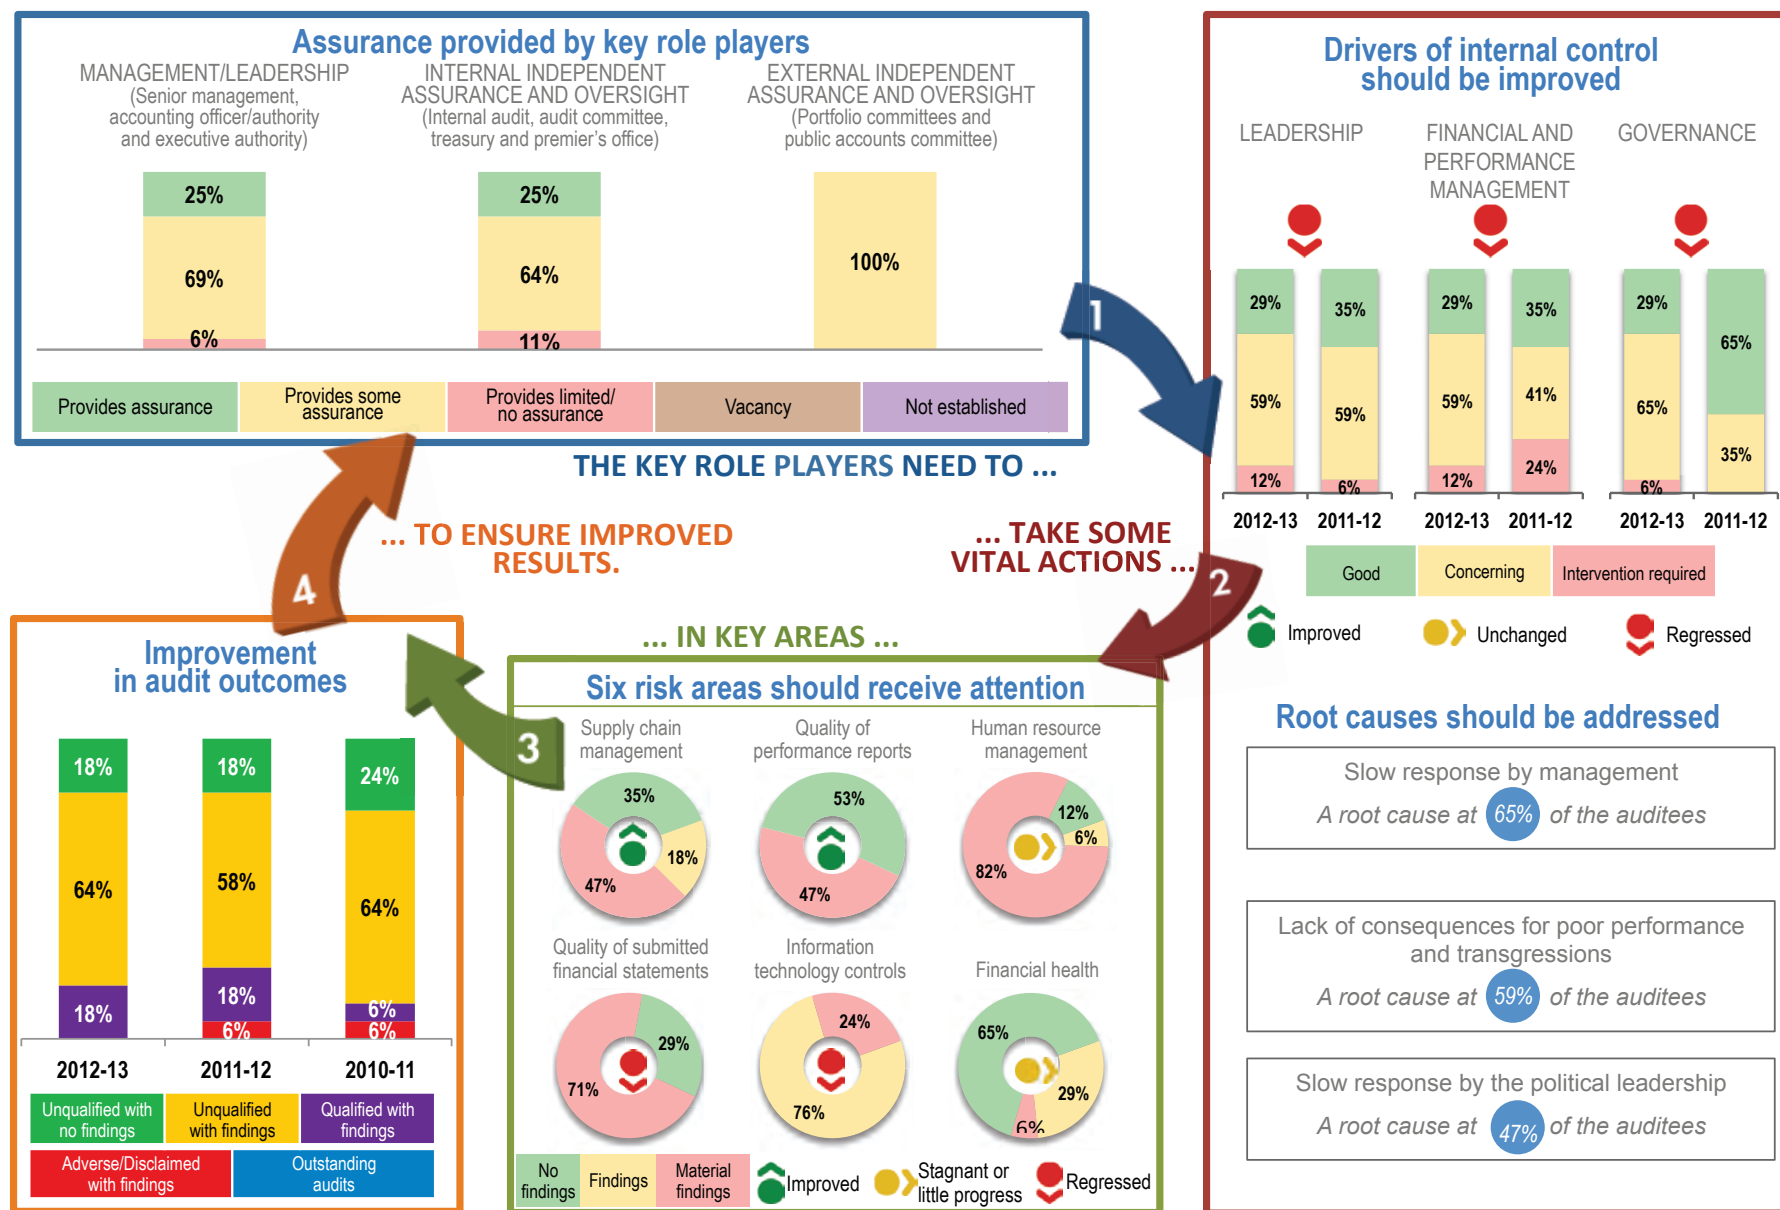 Assurance provided by key role players
MANAGEMENT/LEADERSHIP
(Senior management,
accounting officer/authority
and executive authority)
INTERNAL INDEPENDENT
ASSURANCE AND OVERSIGHT
(Internal audit, audit committee,
treasury and premier's office)
EXTERNAL INDEPENDENT
ASSURANCE AND OVERSIGHT
(Portfolio committees and
public accounts committee)
25%
69%
6%
25%
64%
11%
100%
Provides assurance
Provides some
assurance
Provides limited/
no assurance
Vacancy
Not established
1
THE KEY ROLE PLAYERS NEED TO ...
Drivers of internal control
should be improved
LEADERSHIP
FINANCIAL AND
PERFORMANCE
MANAGEMENT
GOVERNANCE
29%
59%
12%
35%
59%
6%
29%
59%
12%
35%
41%
24%
29%
65%
6%
65%
35%
2012-13 2011-12
2012-13 2011-12
2012-13 2011-12
Good
Concerning
Intervention required
Improved
Unchanged
Regressed
... TAKE SOME
VITAL ACTIONS ...
2
Root causes should be addressed
Slow response by management
A root cause at 65% of the auditees
Lack of consequences for poor performance
and transgressions
A root cause at 59% of the auditees
Slow response by the political leadership
A root cause at 47% of the auditees
... IN KEY AREAS ...
3
Six risk areas should receive attention
Supply chain
management
35%
18%
47%
Quality of
performance reports
53%
47%
Human resource
management
12%
6%
82%
Quality of submitted
financial statements
29%
71%
Information
technology controls
24%
76%
Financial health
65%
29%
6%
No
findings
Findings
Material
findings
Improved
Stagnant or
little progress
Regressed
... TO ENSURE IMPROVED
RESULTS.
4
Improvement
in audit outcomes
18%
64%
18%
18%
58%
18%
6%
24%
64%
6%
6%
2012-13
2011-12
2010-11
Unqualified with
no findings
Unqualified
with findings
Qualified with
findings
Adverse/Disclaimed
with findings
Outstanding
audits